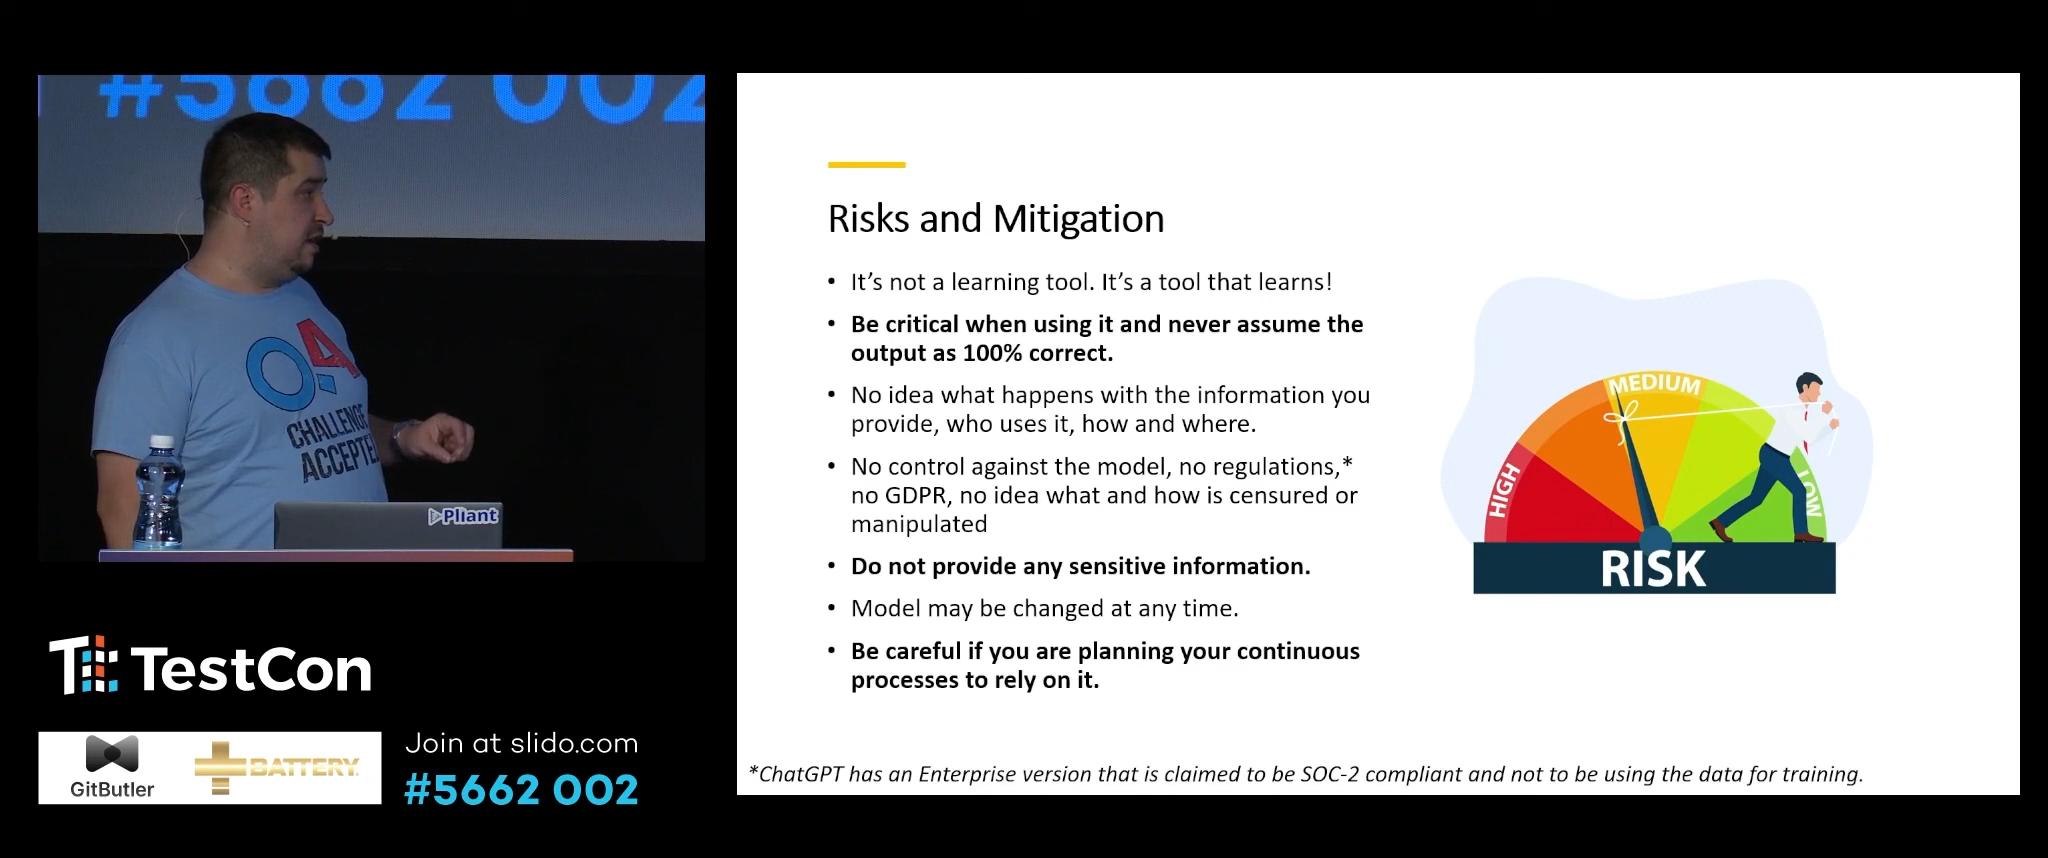 #5662 002
QA
CHALLENGE
ACCEPTED
Pliant
TestCon
GitButler
BATTERY
Join at slido.com
#5662 002
Risks and Mitigation
• It’s not a learning tool. It’s a tool that learns!
• Be critical when using it and never assume the
output as 100% correct.
• No idea what happens with the information you
provide, who uses it, how and where.
• No control against the model, no regulations,*
no GDPR, no idea what and how is censured or
manipulated
• Do not provide any sensitive information.
• Model may be changed at any time.
• Be careful if you are planning your continuous
processes to rely on it.
HIGH
MEDIUM
LOW
RISK
*ChatGPT has an Enterprise version that is claimed to be SOC-2 compliant and not to be using the data for training.